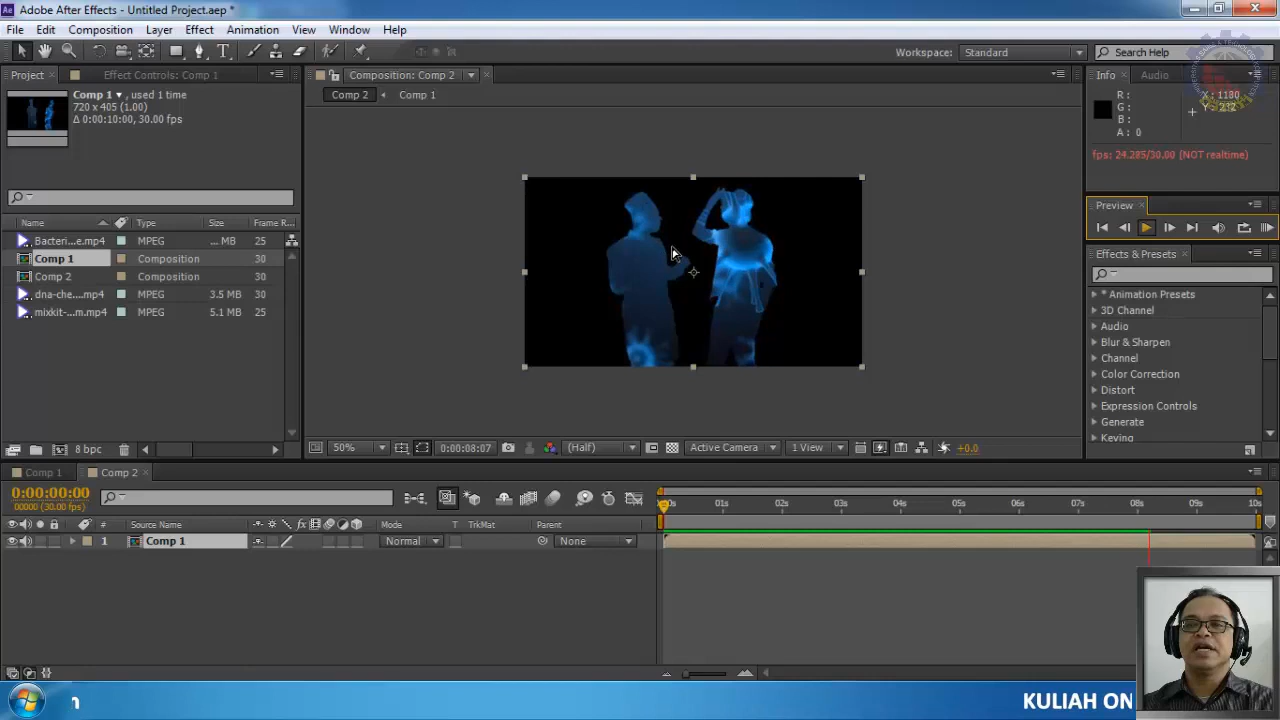 Adobe After Effects - Untitled Project.aep *
File Edit Composition Layer Effect Animation View Window Help
Workspace: Standard Search Help
Project Effect Controls: Comp 1 Composition: Comp 2 Info Audio
Comp 2 Comp 1
Comp 1, used 1 time
720 x 405 (1.00)
Δ 0:00:10:00, 30.00 fps
R : X : 1180
G : Y : 272
B :
A : 0
fps: 24.285/30.00 (NOT realtime)
Preview
Name Type Size Frame R...
Bacteri...e.mp4 MPEG ... MB 25
Comp 1 Composition 30
Comp 2 Composition 30
dna-che....mp4 MPEG 3.5 MB 30
mixkit-...m.mp4 MPEG 5.1 MB 25
Effects & Presets
* Animation Presets
3D Channel
Audio
Blur & Sharpen
Channel
Color Correction
Distort
Expression Controls
Generate
Keying
8 bpc 50% 0:00:08:07 (Half) Active Camera 1 View +0.0
Comp 1 Comp 2
0:00:00:00
00000 (30.00 fps)
02s 01s 02s 03s 04s 05s 06s 07s 08s 09s 10s
# Source Name Mode T TrkMat Parent
1 Comp 1 Normal None
KULIAH ON